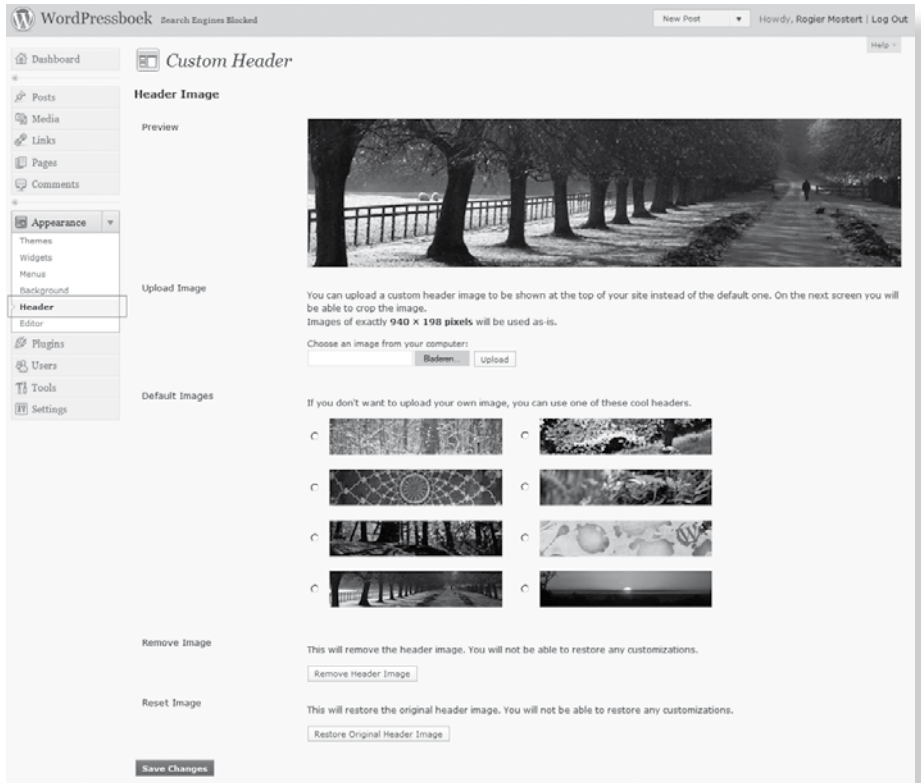 WordPressboek Search Engines Blocked
New Post
Howdy, Rogier Mostert | Log Out
Help
Dashboard
Posts
Media
Links
Pages
Comments
Appearance
Themes
Widgets
Menus
Background
Header
Editor
Plugins
Users
Tools
Settings
Custom Header
Header Image
Preview
Upload Image
You can upload a custom header image to be shown at the top of your site instead of the default one. On the next screen you will
be able to crop the image.
Images of exactly 940 × 198 pixels will be used as-is.
Choose an image from your computer:
Bladeren... Upload
Default Images
If you don't want to upload your own image, you can use one of these cool headers.
Remove Image
This will remove the header image. You will not be able to restore any customizations.
Remove Header Image
Reset Image
This will restore the original header image. You will not be able to restore any customizations.
Restore Original Header Image
Save Changes